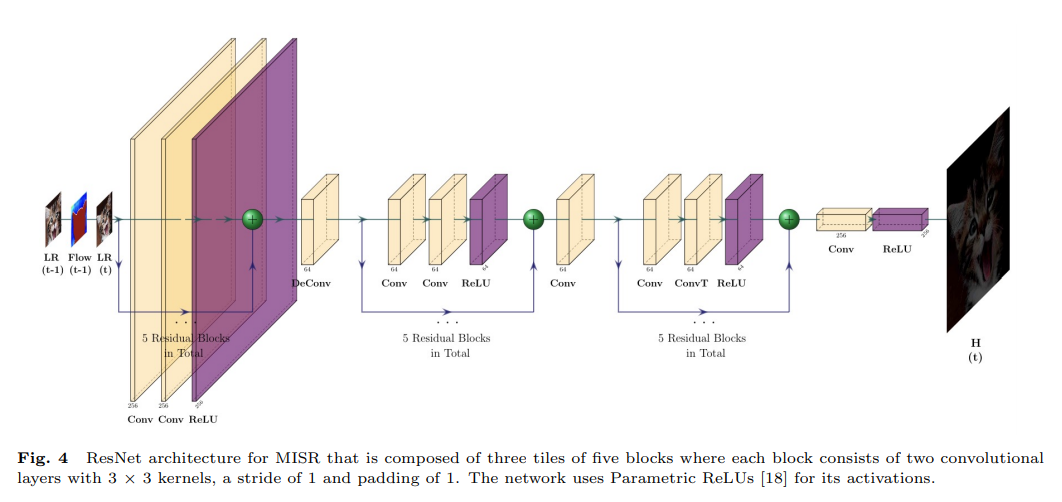 LR Flow LR
(t-1) (t-1) (t)
256 256 256
Conv Conv ReLU
5 Residual Blocks
in Total
64
DeConv
64 64 64
Conv Conv ReLU
5 Residual Blocks
in Total
64
Conv
64 64 64
Conv ConvT ReLU
5 Residual Blocks
in Total
256 256
Conv ReLU
H
(t)
Fig. 4 ResNet architecture for MISR that is composed of three tiles of five blocks where each block consists of two convolutional
layers with 3 × 3 kernels, a stride of 1 and padding of 1. The network uses Parametric ReLUs [18] for its activations.